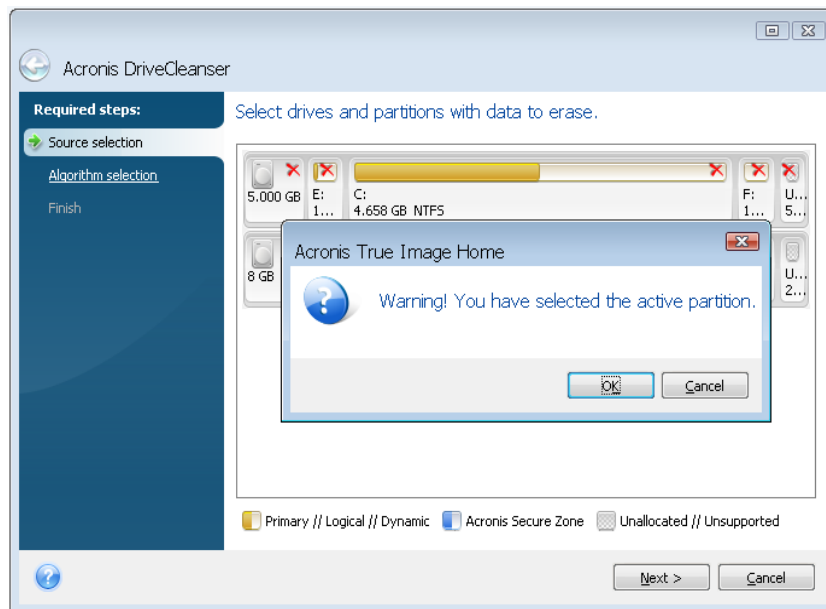 Acronis DriveCleanser
Required steps:
Source selection
Algorithm selection
Finish
Select drives and partitions with data to erase.
5.000 GB
E:
1...
C:
4.658 GB NTFS
F:
1...
U...
5...
8 GB
U...
2...
Acronis True Image Home
Warning! You have selected the active partition.
OK
Cancel
Primary // Logical // Dynamic
Acronis Secure Zone
Unallocated // Unsupported
Next >
Cancel